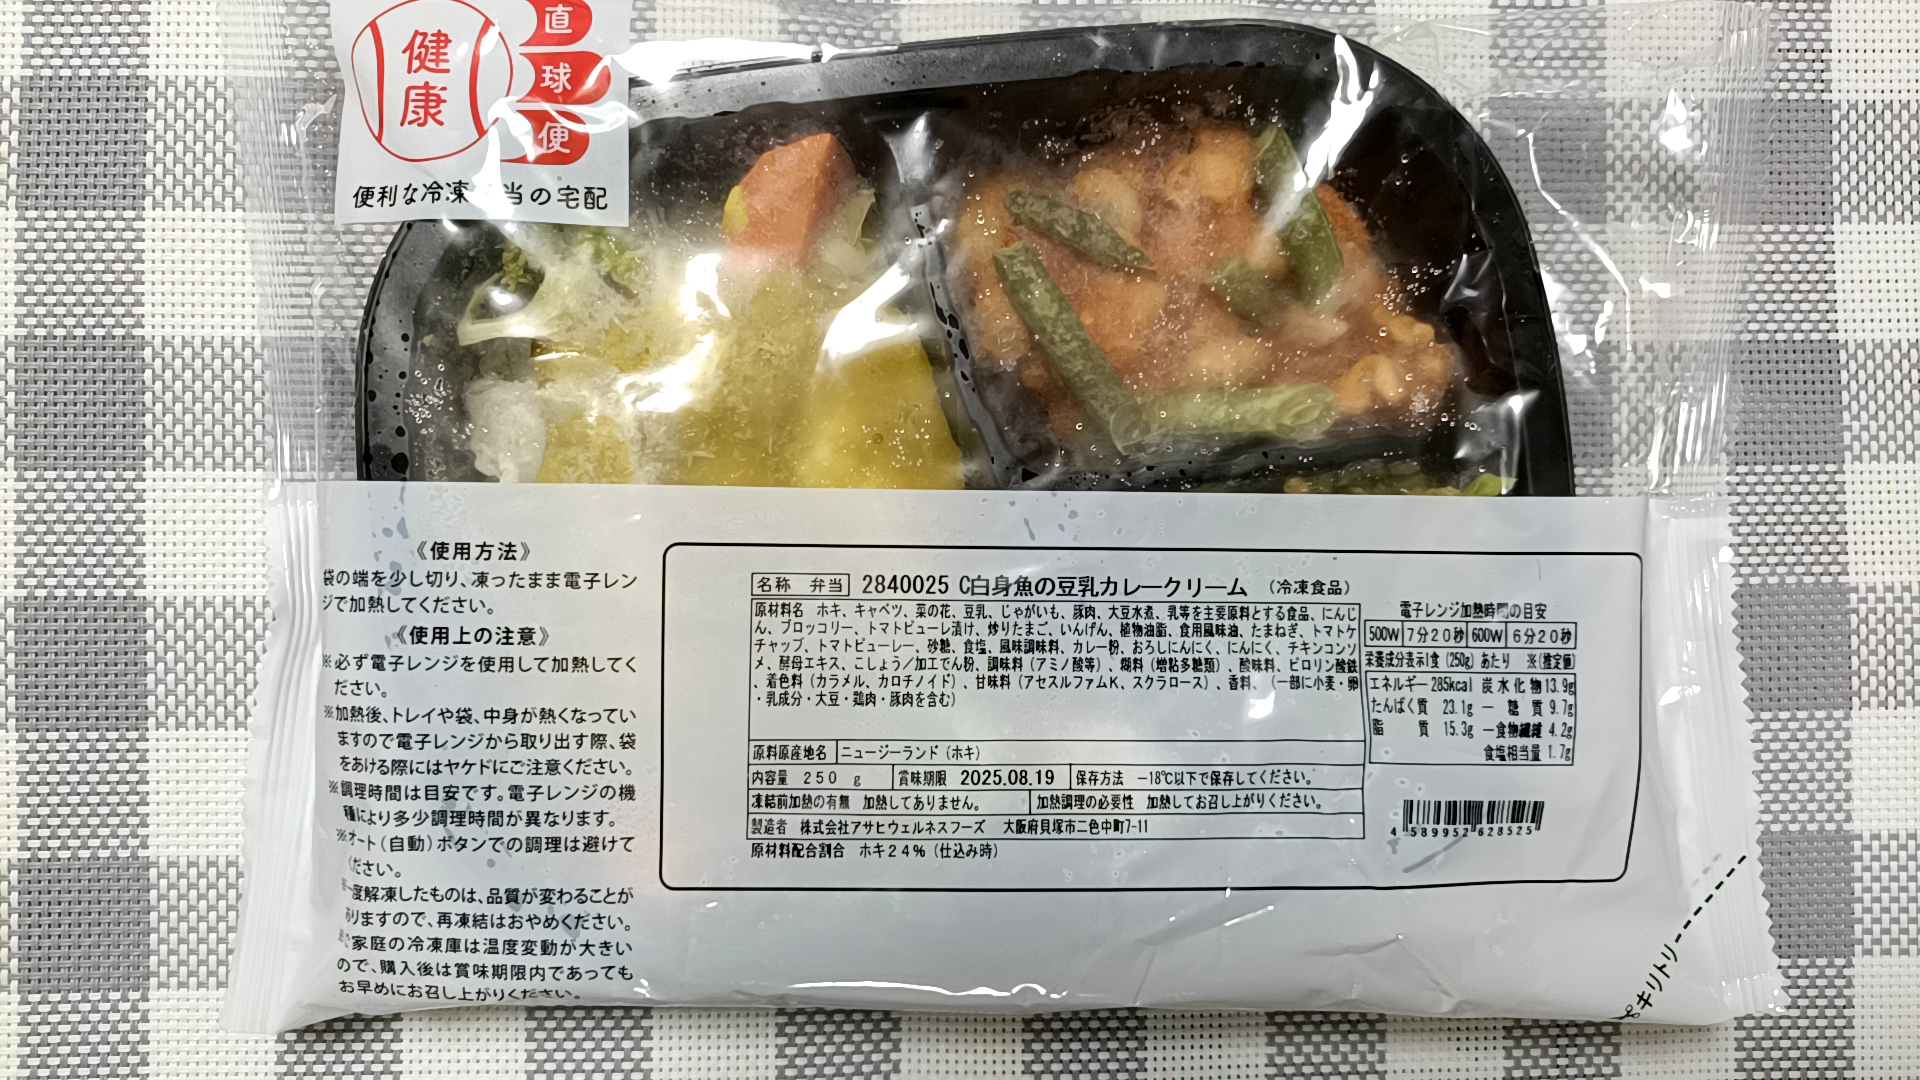 健康
直球便
便利な冷凍 当の宅配
《使用方法》
袋の端を少し切り、凍ったまま電子レン
ジで加熱してください。
《使用上の注意》
※必ず電子レンジを使用して加熱してく
ださい。
※加熱後、トレイや袋、中身が熱くなってい
ますので電子レンジから取り出す際、袋
をあける際にはヤケドにご注意ください。
※調理時間は目安です。電子レンジの機
種により多少調理時間が異なります。
※オート(自動)ボタンでの調理は避けて
ください。
一度解凍したものは、品質が変わることが
ありますので、再凍結はおやめください。
家庭の冷凍庫は温度変動が大きい
ので、購入後は賞味期限内であっても
お早めにお召し上がりください。
名称 弁当 2840025 C白身魚の豆乳カレークリーム (冷凍食品)
原材料名 ホキ、キャベツ、菜の花、豆乳、じゃがいも、豚肉、大豆水煮、乳等を主要原料とする食品、にんじ
ん、ブロッコリー、トマトピューレ漬け、炒りたまご、いんげん、植物油脂、食用風味油、たまねぎ、トマトケ
チャップ、トマトピューレー、砂糖、食塩、風味調味料、カレー粉、おろしにんにく、にんにく、チキンコンソ
メ、酵母エキス、こしょう/加工でん粉、調味料(アミノ酸等)、糊料(増粘多糖類)、酸味料、ピロリン酸鉄
、着色料(カラメル、カロチノイド)、甘味料(アセスルファムK、スクラロース)、香料、(一部に小麦・卵
・乳成分・大豆・鶏肉・豚肉を含む)
原料原産地名 ニュージーランド(ホキ)
内容量 250 g 賞味期限 2025.08.19 保存方法 -18℃以下で保存してください。
凍結前加熱の有無 加熱してありません。 加熱調理の必要性 加熱してお召し上がりください。
製造者 株式会社アサヒウェルネスフーズ 大阪府貝塚市二色中町7-11
原材料配合割合 ホキ24%(仕込み時)
電子レンジ加熱時間の目安
500W 7分20秒 600W 6分20秒
栄養成分表示1食(250g)あたり ※(推定値)
エネルギー 285kcal 炭水化物 13.9g
たんぱく質 23.1g - 糖質 9.7g
脂質 15.3g -食物繊維 4.2g
食塩相当量 1.7g
4 589952 628525
キリトリ